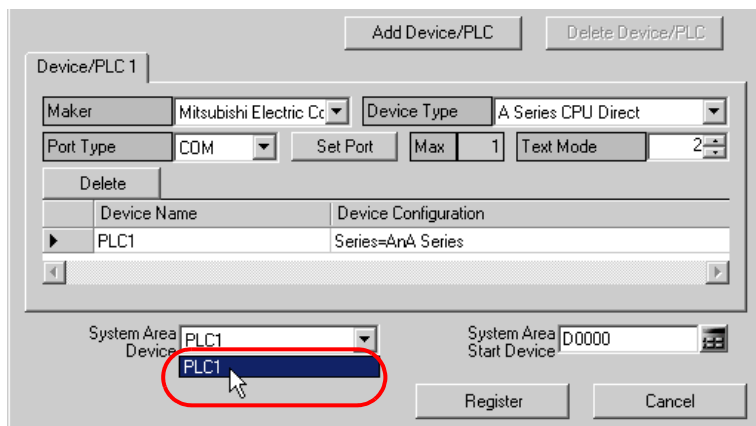 Add Device/PLC Delete Device/PLC
Device/PLC 1
Maker Mitsubishi Electric Co Device Type A Series CPU Direct
Port Type COM Set Port Max 1 Text Mode 2
Delete
Device Name Device Configuration
PLC1 Series=AnA Series
System Area Device PLC1 System Area Start Device D0000
PLC1
Register Cancel